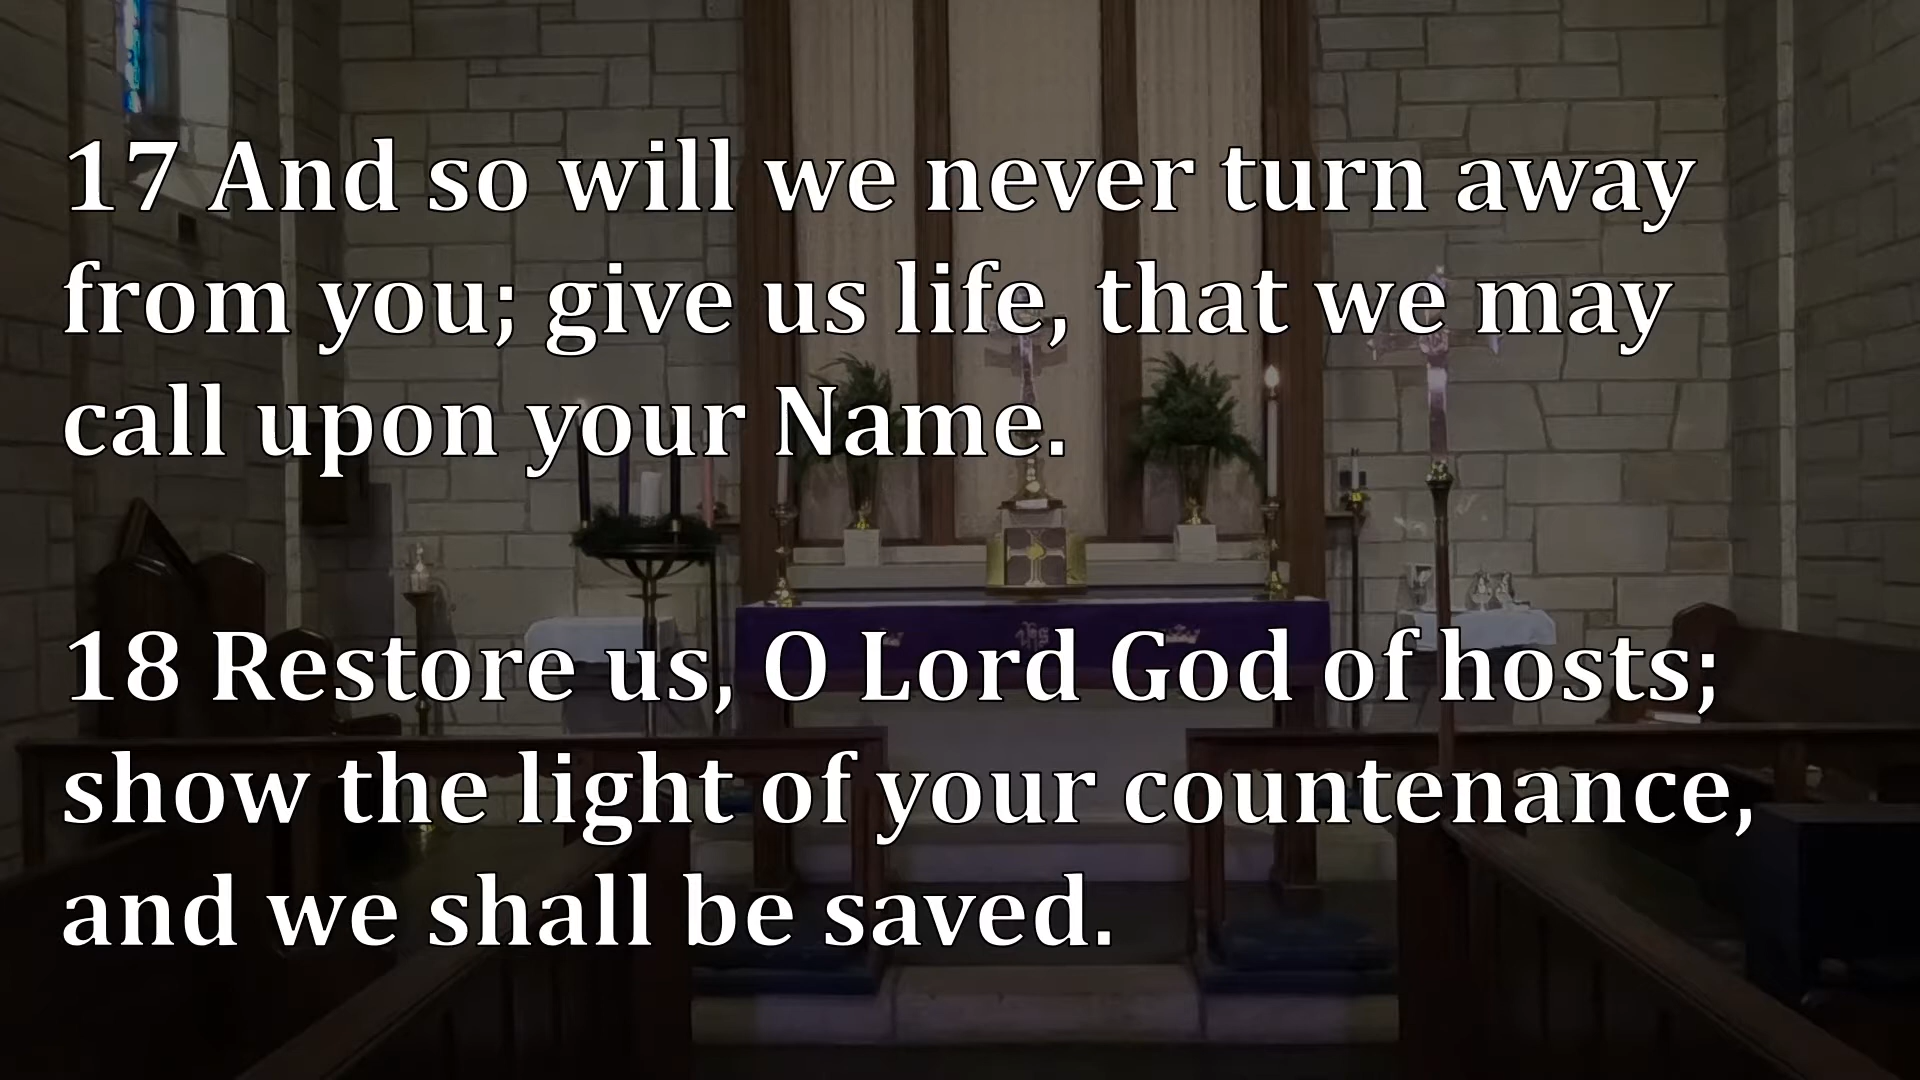 17 And so will we never turn away
from you; give us life, that we may
call upon your Name.
18 Restore us, O Lord God of hosts;
show the light of your countenance,
and we shall be saved.